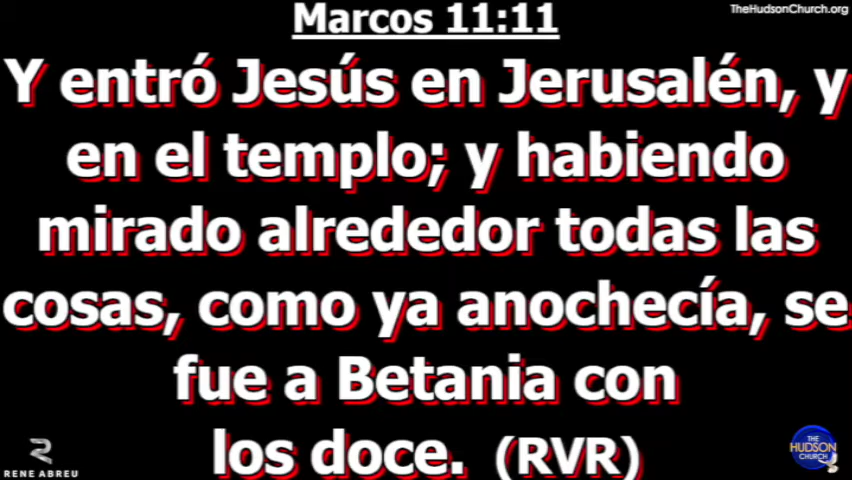 Marcos 11:11
TheHudsonChurch.org
Y entró Jesús en Jerusalén, y
en el templo; y habiendo
mirado alrededor todas las
cosas, como ya anochecía, se
fue a Betania con
los doce. (RVR)
RENE ABREU
THE
HUDSON
CHURCH